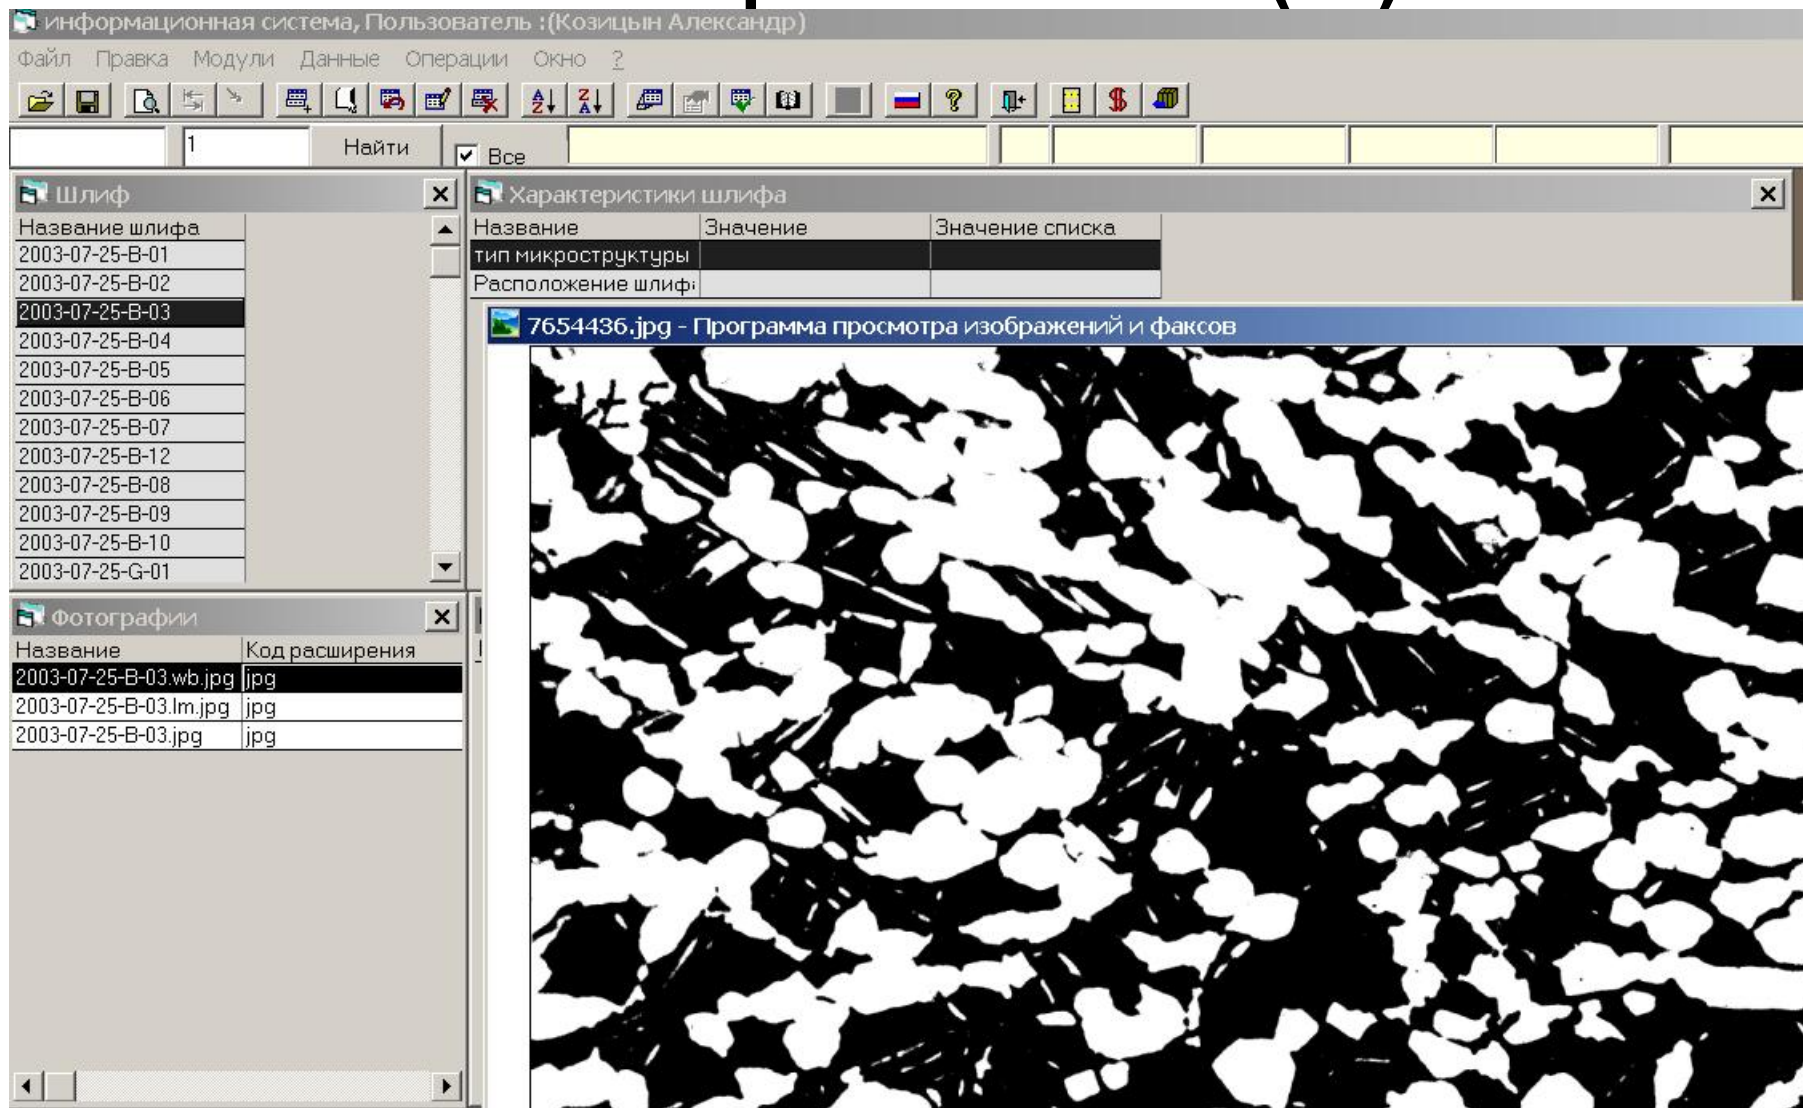 информационная система, Пользователь :(Козицын Александр)
Файл Правка Модули Данные Операции Окно ?
1 Найти Все
Шлиф
Название шлифа
2003-07-25-B-01
2003-07-25-B-02
2003-07-25-B-03
2003-07-25-B-04
2003-07-25-B-05
2003-07-25-B-06
2003-07-25-B-07
2003-07-25-B-12
2003-07-25-B-08
2003-07-25-B-09
2003-07-25-B-10
2003-07-25-G-01
Характеристики шлифа
Название Значение Значение списка
тип микроструктуры
Расположение шлиф
7654436.jpg - Программа просмотра изображений и факсов
Фотографии
Название Код расширения
2003-07-25-B-03.wb.jpg jpg
2003-07-25-B-03.lm.jpg jpg
2003-07-25-B-03.jpg jpg